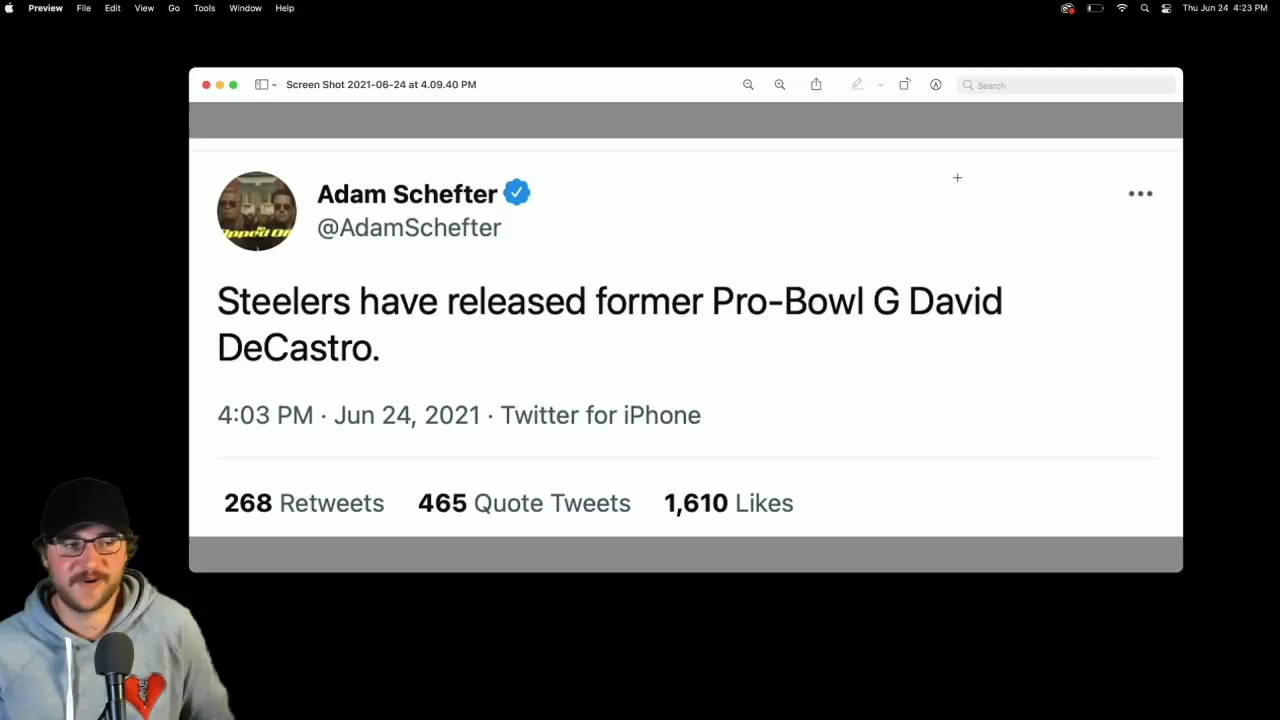 Preview File Edit View Go Tools Window Help Thu Jun 24 4:23 PM
Screen Shot 2021-06-24 at 4.09.40 PM Search
Adam Schefter
@AdamSchefter
Steelers have released former Pro-Bowl G David
DeCastro.
4:03 PM · Jun 24, 2021 · Twitter for iPhone
268 Retweets 465 Quote Tweets 1,610 Likes